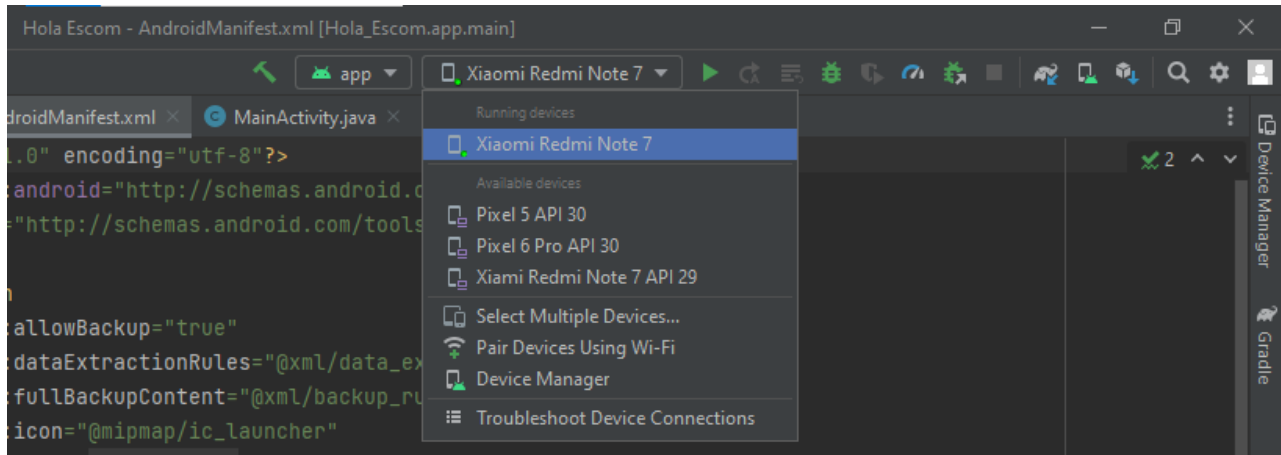 Hola Escom - AndroidManifest.xml [Hola_Escom.app.main]
app Xiaomi Redmi Note 7
droidManifest.xml MainActivity.java
Running devices
Xiaomi Redmi Note 7
Available devices
Pixel 5 API 30
Pixel 6 Pro API 30
Xiami Redmi Note 7 API 29
Select Multiple Devices...
Pair Devices Using Wi-Fi
Device Manager
Troubleshoot Device Connections
1.0" encoding="utf-8"?>
:android="http://schemas.android.c
="http://schemas.android.com/tools
:allowBackup="true"
:dataExtractionRules="@xml/data_ex
:fullBackupContent="@xml/backup_ru
:icon="@mipmap/ic_launcher"
2
Device Manager
Gradle